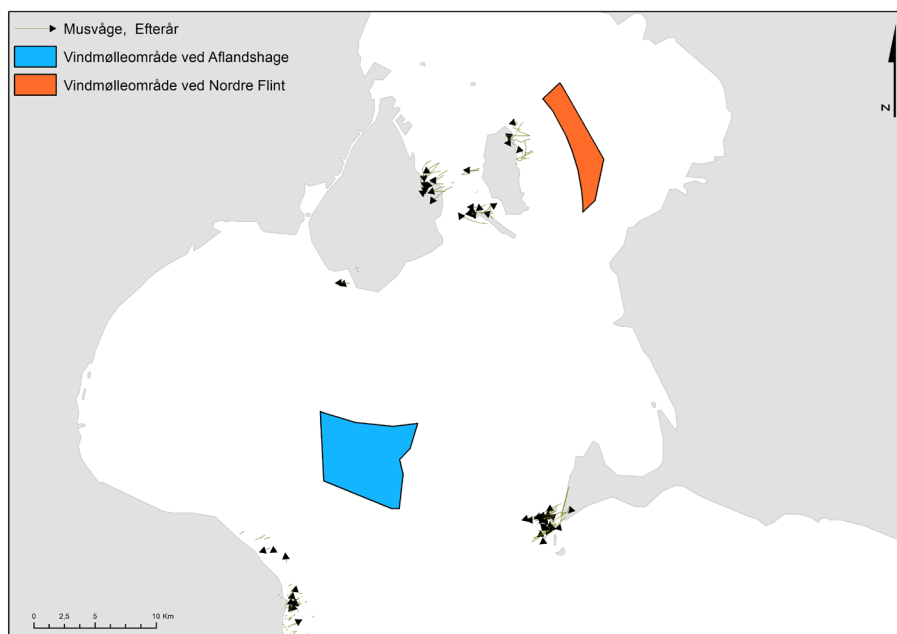 Musvåge, Efterår
Vindmølleområde ved Aflandshage
Vindmølleområde ved Nordre Flint
N
0 2,5 5 10 Km